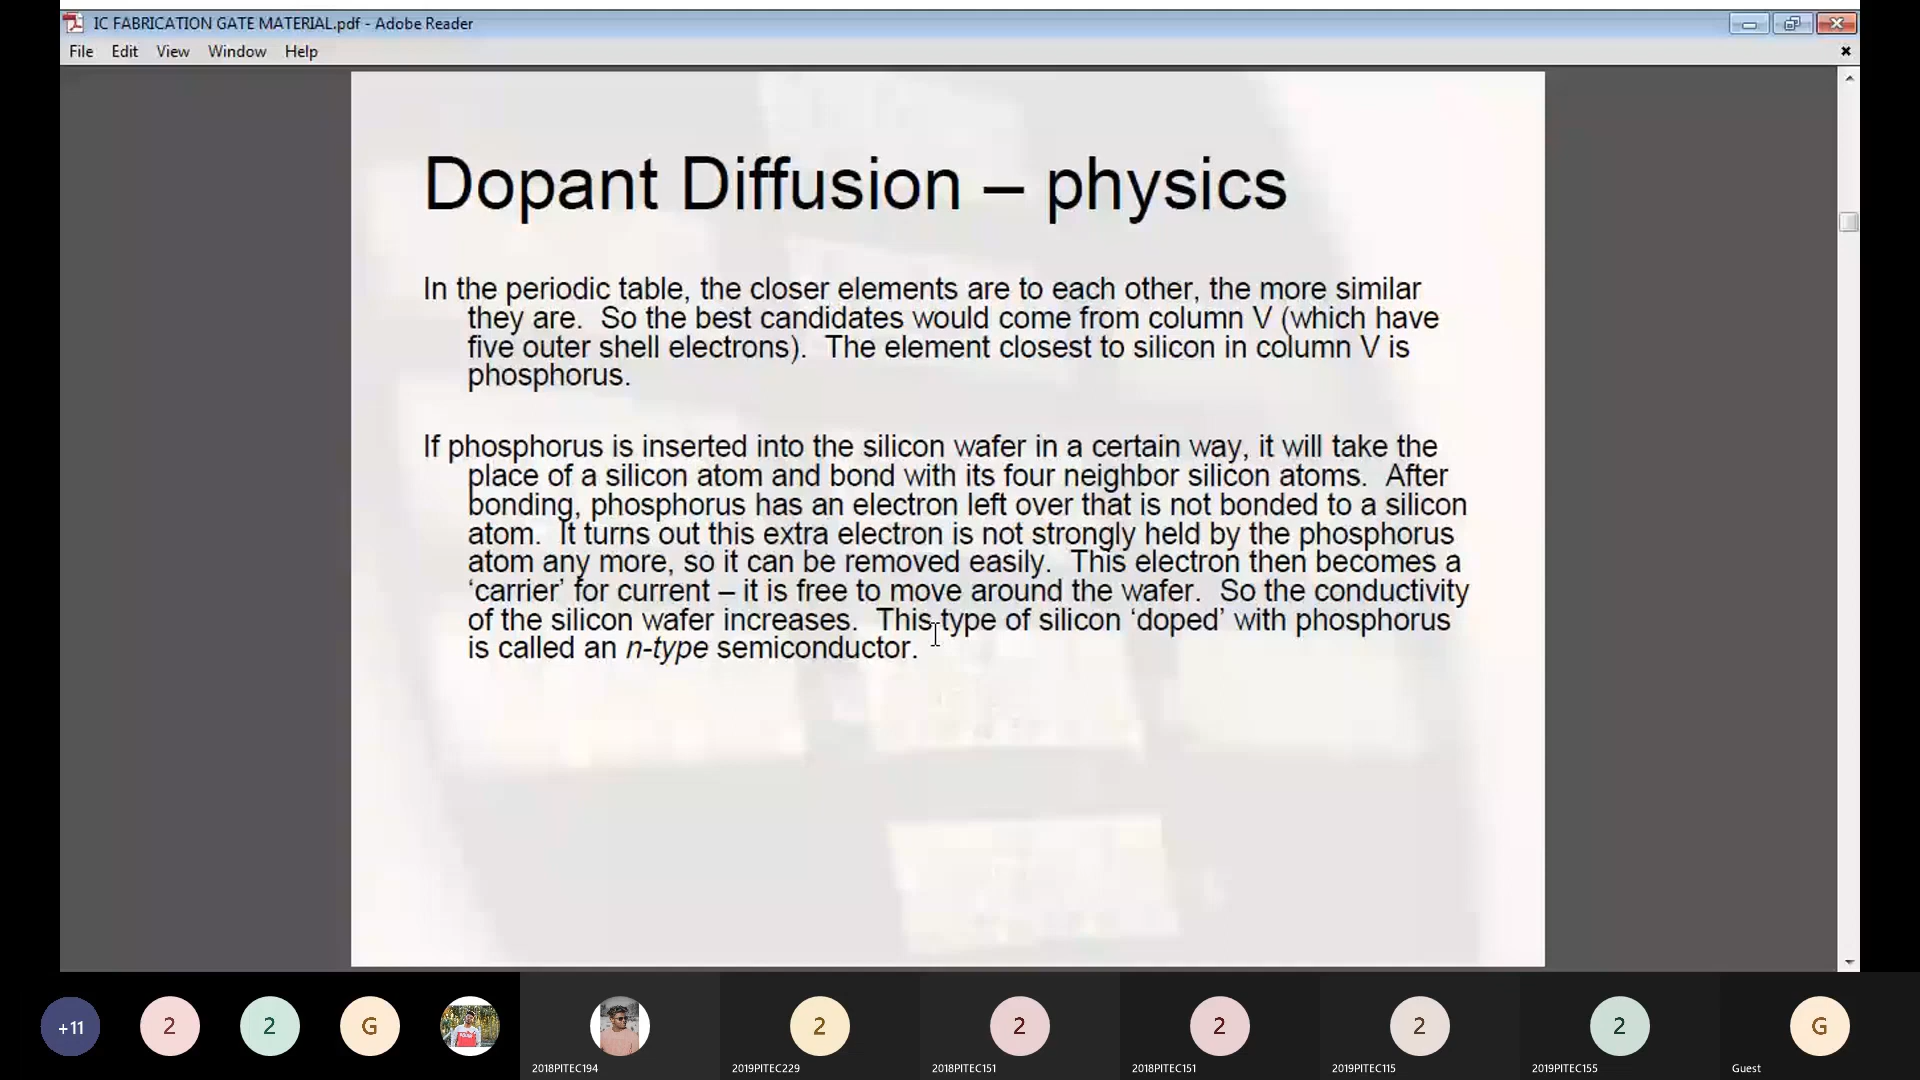 IC FABRICATION GATE MATERIAL.pdf - Adobe Reader
File Edit View Window Help
Dopant Diffusion – physics
In the periodic table, the closer elements are to each other, the more similar
they are.  So the best candidates would come from column V (which have
five outer shell electrons).  The element closest to silicon in column V is
phosphorus.
If phosphorus is inserted into the silicon wafer in a certain way, it will take the
place of a silicon atom and bond with its four neighbor silicon atoms.  After
bonding, phosphorus has an electron left over that is not bonded to a silicon
atom.  It turns out this extra electron is not strongly held by the phosphorus
atom any more, so it can be removed easily.  This electron then becomes a
‘carrier’ for current – it is free to move around the wafer.  So the conductivity
of the silicon wafer increases.  This type of silicon ‘doped’ with phosphorus
is called an n-type semiconductor.
+11 2 2 G 2 2 2 2 2 G
2018PITEC194 2019PITEC229 2018PITEC151 2018PITEC151 2019PITEC115 2019PITEC155 Guest